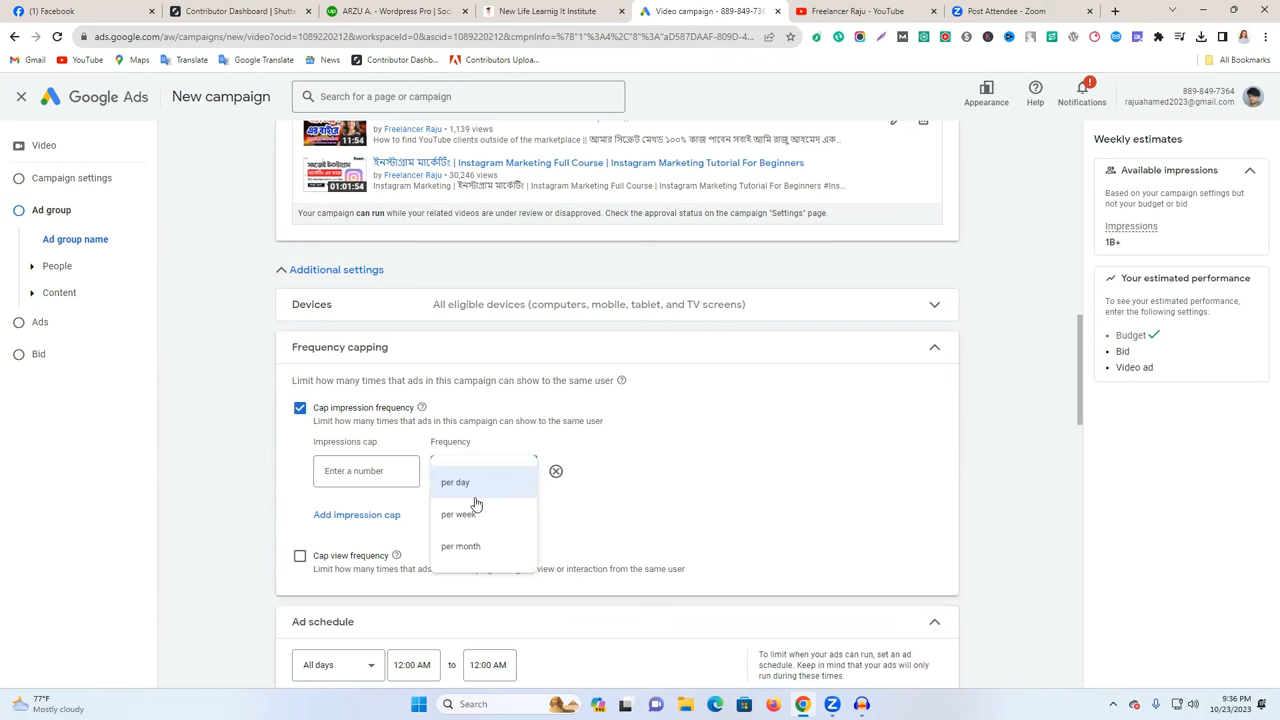 Facebook
Contributor Dashboard | Shutte
ARZU A. - Wordpress Pro | Soci
New Life Learnig It Institute
Video campaign - 889-849-736
Freelancer Raju - YouTube
Post Attendee - Zoom
ads.google.com/aw/campaigns/new/video?ocid=1089220212&workspaceId=0&ascid=1089220212&cmpnInfo=%7B"1"%3A4%2C"8"%3A"aD587DAA-809D-4...
Gmail YouTube Maps Translate Google Translate News Contributor Dashb... Contributors Uploa... All Bookmarks
Google Ads New campaign
Search for a page or campaign
Appearance Help Notifications
889-849-7364
rajuahamed2023@gmail.com
Video
Campaign settings
Ad group
Ad group name
People
Content
Ads
Bid
11:54
by Freelancer Raju • 1,139 views
How to find YouTube clients outside of the marketplace || আমার সিক্রেট মেথড ১০০% কাজ পাবেন সবাই আমি রাজু আহমেদ এক...
01:01:54
ইনস্টাগ্রাম মার্কেটিং | Instagram Marketing Full Course | Instagram Marketing Tutorial For Beginners
by Freelancer Raju • 30,246 views
Instagram Marketing | ইনস্টাগ্রাম মার্কেটিং | Instagram Marketing Full Course | Instagram Marketing Tutorial For Beginners #Ins...
Your campaign can run while your related videos are under review or disapproved. Check the approval status on the campaign "Settings" page.
Additional settings
Devices All eligible devices (computers, mobile, tablet, and TV screens)
Frequency capping
Limit how many times that ads in this campaign can show to the same user
Cap impression frequency
Limit how many times that ads in this campaign can show to the same user
Impressions cap Frequency
Enter a number
per day
per week
per month
Add impression cap
Cap view frequency
Limit how many times that ads view or interaction from the same user
Ad schedule
All days 12:00 AM to 12:00 AM
To limit when your ads can run, set an ad
schedule. Keep in mind that your ads will only
run during these times.
Weekly estimates
Available impressions
Based on your campaign settings but
not your budget or bid
Impressions
1B+
Your estimated performance
To see your estimated performance,
enter the following settings:
• Budget
• Bid
• Video ad
77°F
Mostly cloudy
Search
9:36 PM
10/23/2023